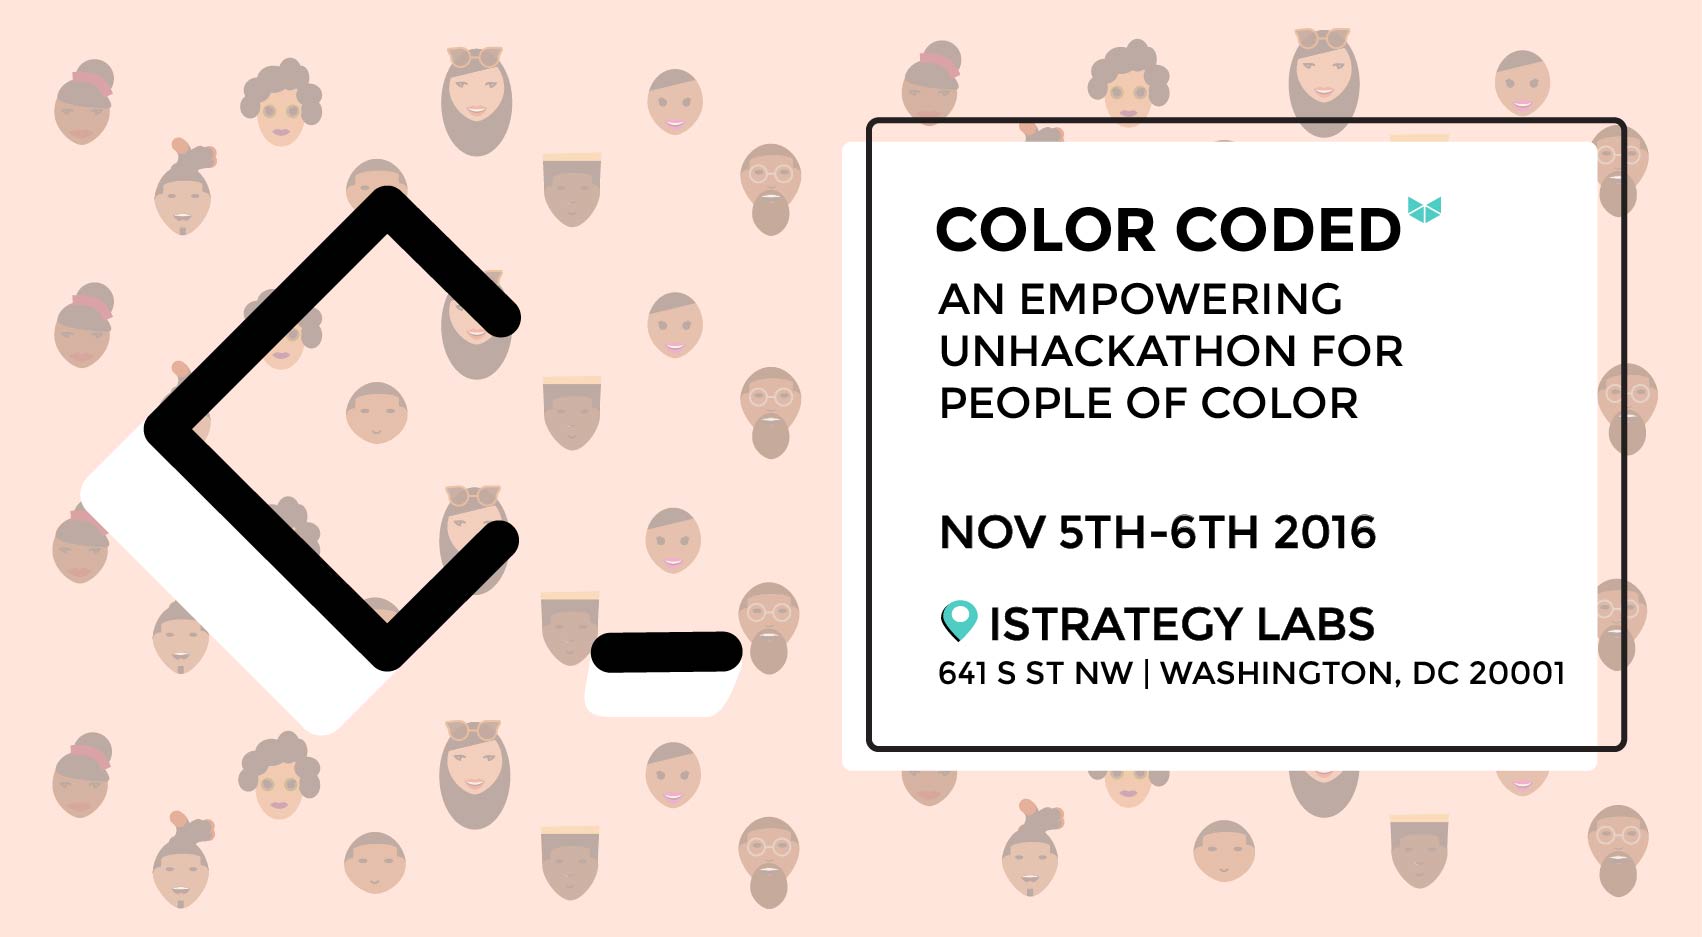 COLOR CODED
AN EMPOWERING
UNHACKATHON FOR
PEOPLE OF COLOR
NOV 5TH-6TH 2016
ISTRATEGY LABS
641 S ST NW | WASHINGTON, DC 20001